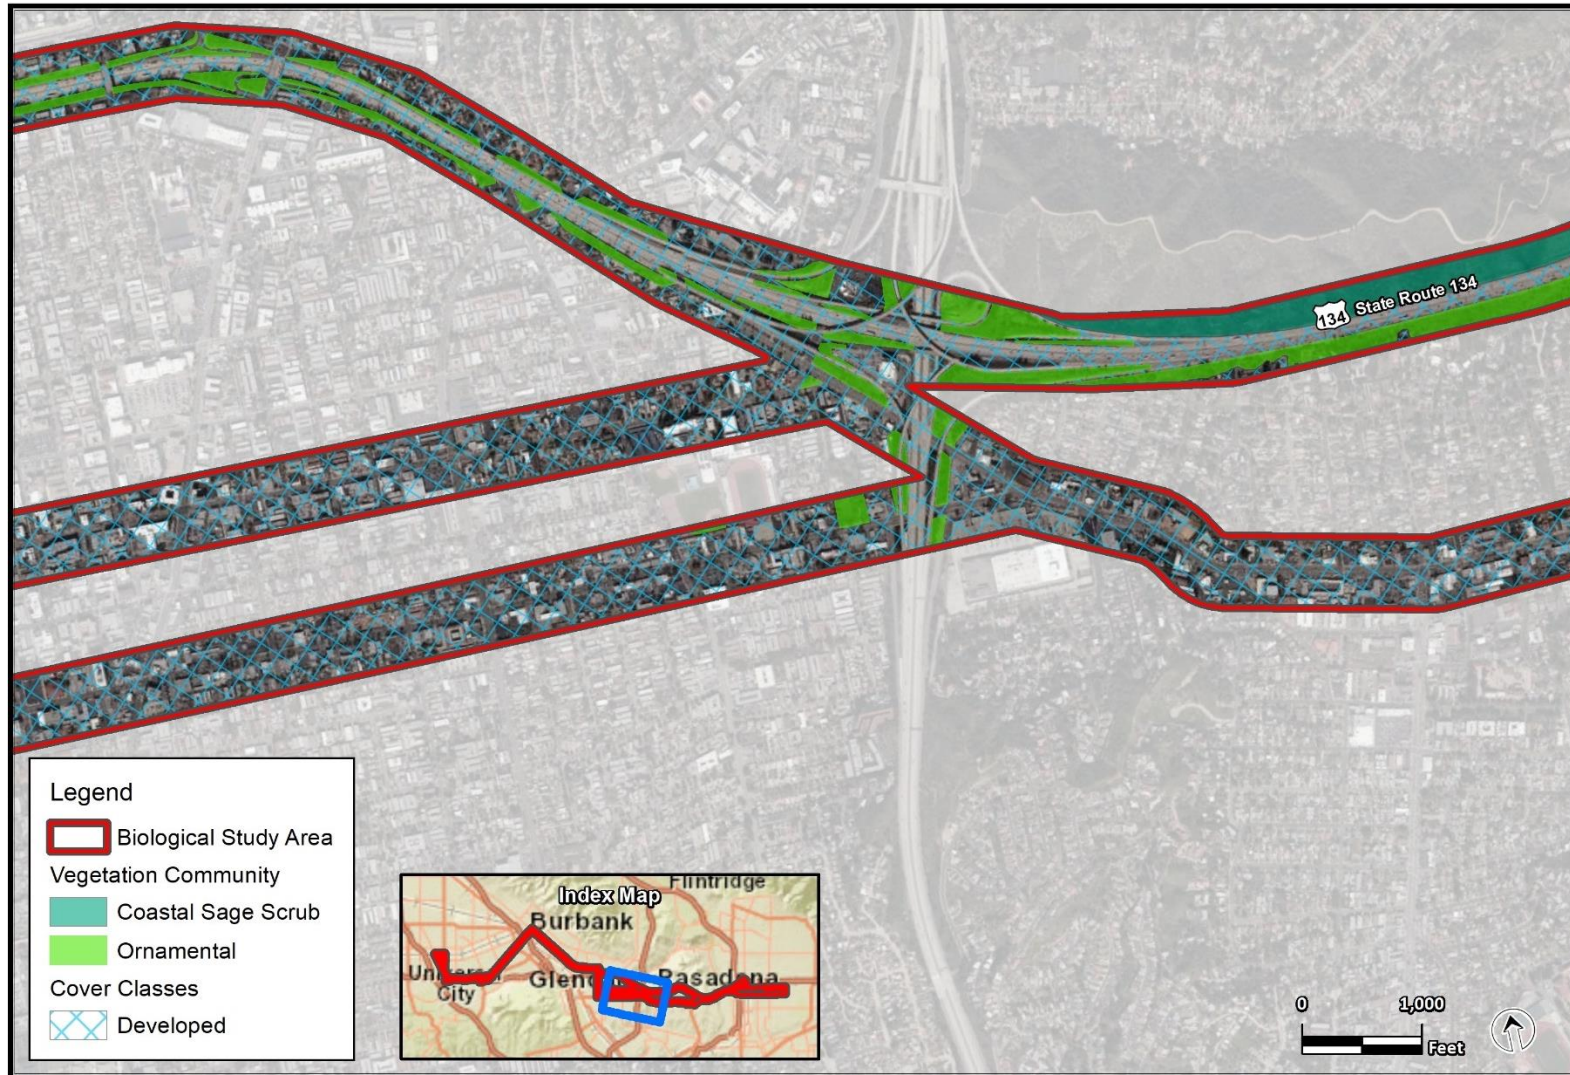 134 State Route 134
Legend
Biological Study Area
Vegetation Community
Coastal Sage Scrub
Ornamental
Cover Classes
Developed
Index Map
Flintridge
Burbank
Pasadena
City
0 1,000
Feet